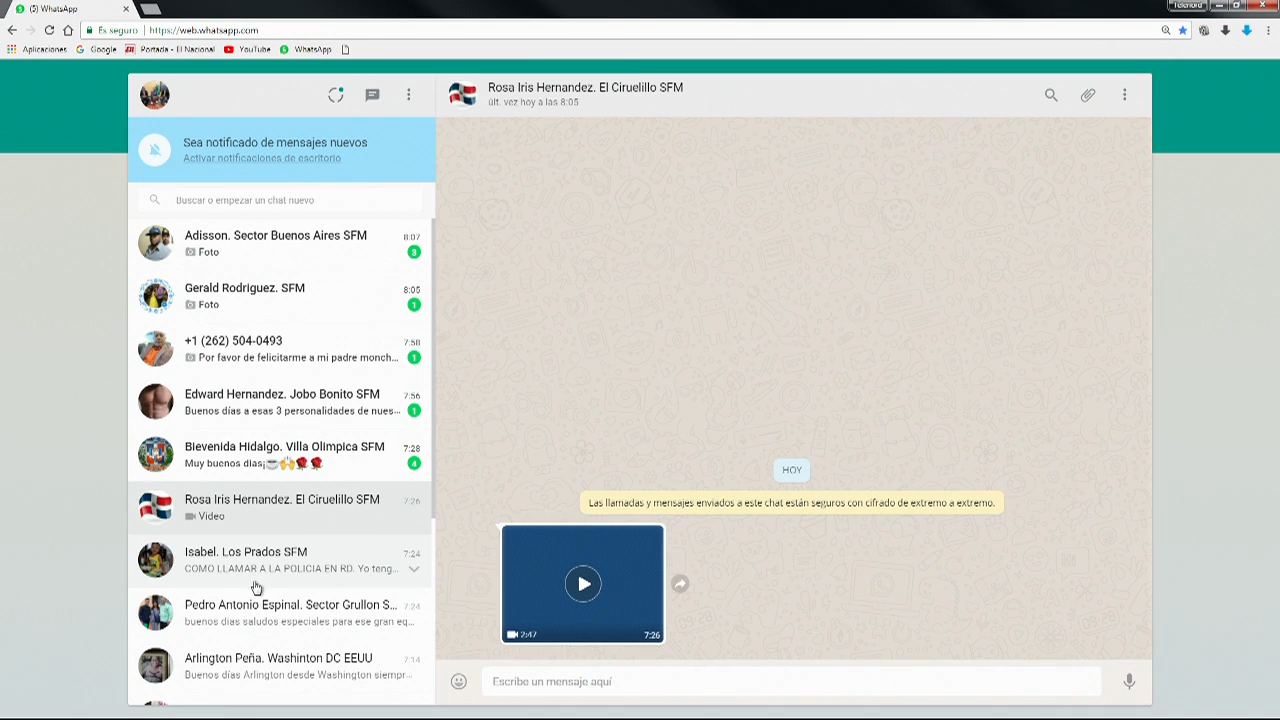 (5) WhatsApp
Telenord
Es seguro
https://web.whatsapp.com
Aplicaciones
Google
Portada - El Nacional
YouTube
WhatsApp
Sea notificado de mensajes nuevos
Activar notificaciones de escritorio
Buscar o empezar un chat nuevo
Adisson. Sector Buenos Aires SFM
8:07
Foto
3
Gerald Rodriguez. SFM
8:05
Foto
1
+1 (262) 504-0493
7:58
Por favor de felicitarme a mi padre monch...
1
Edward Hernandez. Jobo Bonito SFM
7:56
Buenos días a esas 3 personalidades de nues...
1
Bievenida Hidalgo. Villa Olimpica SFM
7:28
Muy buenos dias¡
4
Rosa Iris Hernandez. El Ciruelillo SFM
7:26
Video
Isabel. Los Prados SFM
7:24
COMO LLAMAR A LA POLICIA EN RD. Yo teng...
Pedro Antonio Espinal. Sector Grullon S...
7:24
buenos dias saludos especiales para ese gran eq...
Arlington Peña. Washinton DC EEUU
7:14
Buenos días Arlington desde Washington siempr...
Rosa Iris Hernandez. El Ciruelillo SFM
últ. vez hoy a las 8:05
HOY
Las llamadas y mensajes enviados a este chat están seguros con cifrado de extremo a extremo.
2:47
7:26
Escribe un mensaje aquí